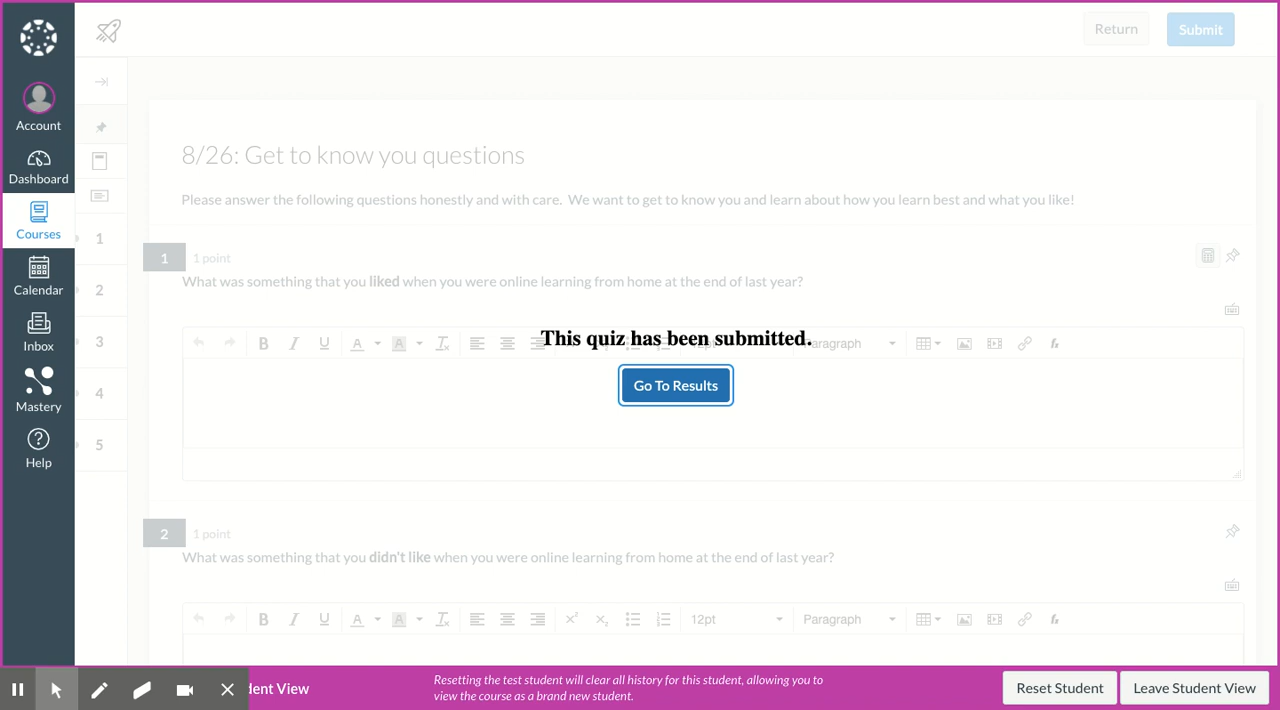 Return
Submit
Account
Dashboard
Courses
Calendar
Inbox
Mastery
Help
1
2
3
4
5
8/26: Get to know you questions
Please answer the following questions honestly and with care. We want to get to know you and learn about how you learn best and what you like!
1
1 point
What was something that you liked when you were online learning from home at the end of last year?
B I U A A Paragraph
This quiz has been submitted.
Go To Results
2
1 point
What was something that you didn't like when you were online learning from home at the end of last year?
B I U A A 12pt Paragraph
dent View
Resetting the test student will clear all history for this student, allowing you to
view the course as a brand new student.
Reset Student
Leave Student View